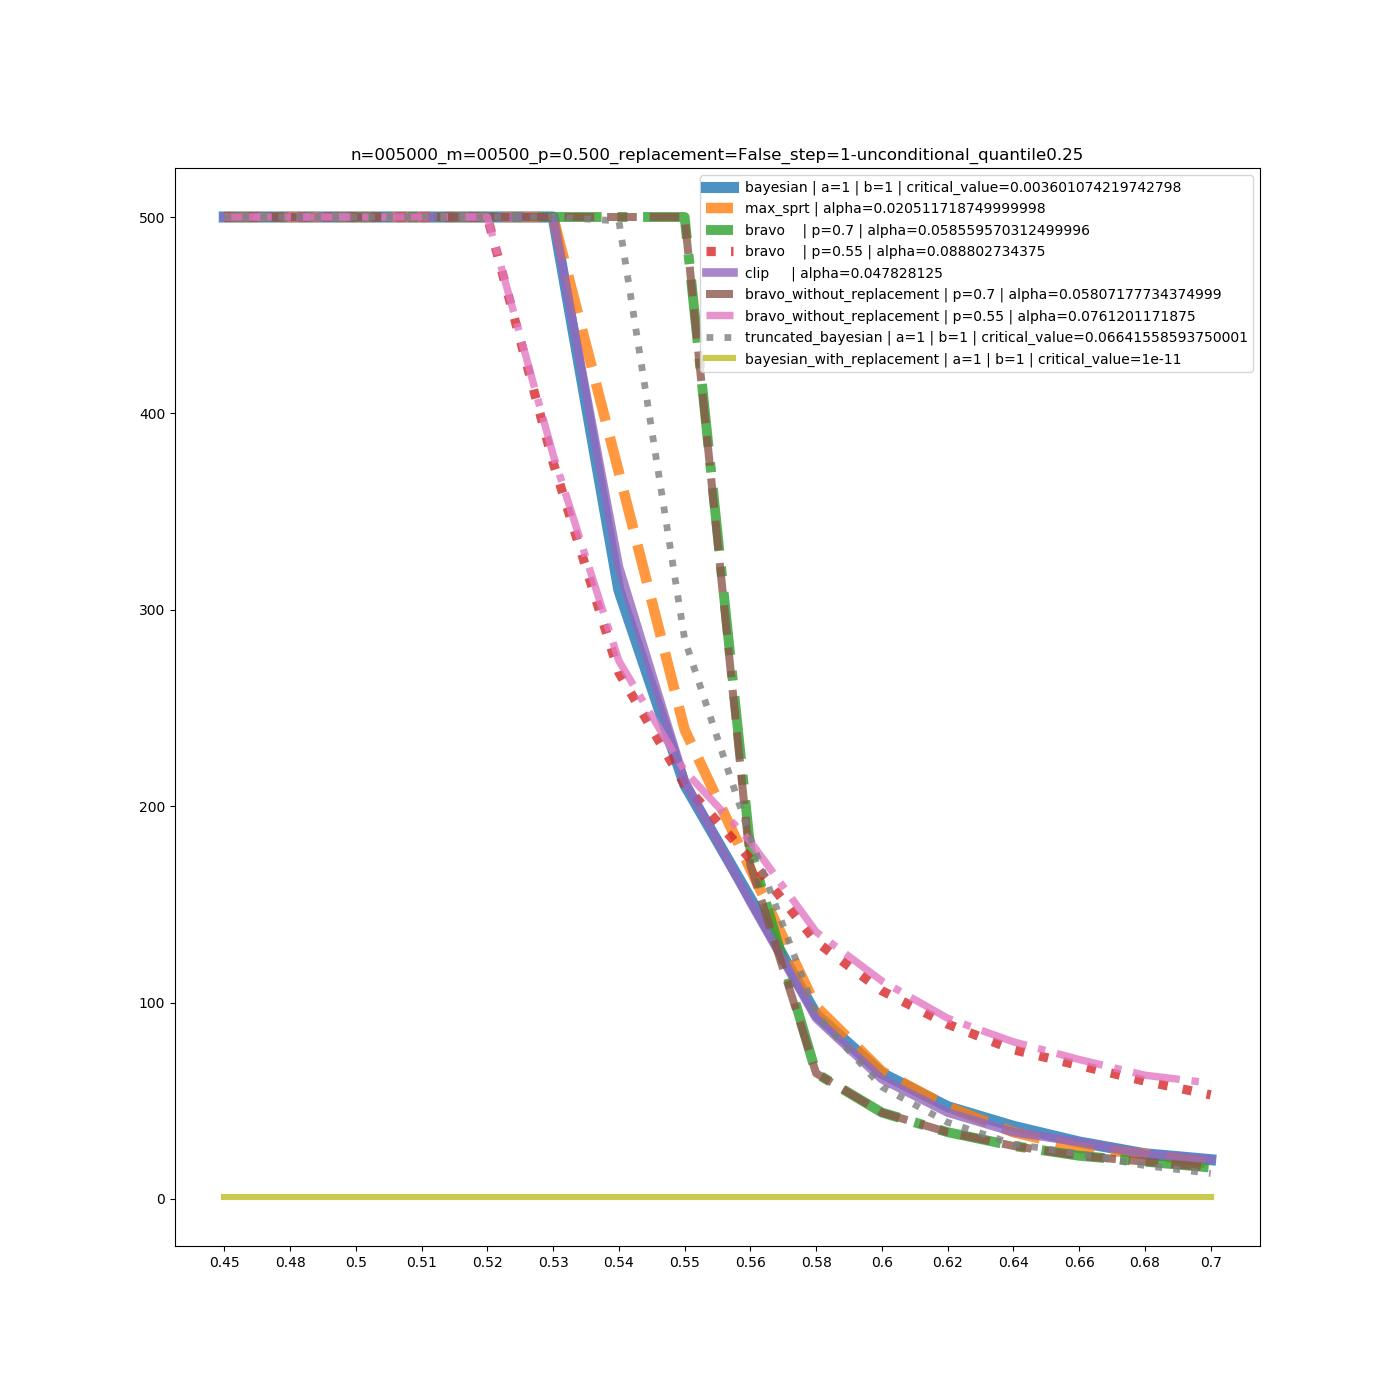 n=005000_m=00500_p=0.500_replacement=False_step=1-unconditional_quantile0.25
bayesian | a=1 | b=1 | critical_value=0.003601074219742798
max_sprt | alpha=0.020511718749999998
bravo | p=0.7 | alpha=0.058559570312499996
bravo | p=0.55 | alpha=0.088802734375
clip | alpha=0.047828125
bravo_without_replacement | p=0.7 | alpha=0.05807177734374999
bravo_without_replacement | p=0.55 | alpha=0.0761201171875
truncated_bayesian | a=1 | b=1 | critical_value=0.06641558593750001
bayesian_with_replacement | a=1 | b=1 | critical_value=1e-11
500
400
300
200
100
0
0.45 0.48 0.5 0.51 0.52 0.53 0.54 0.55 0.56 0.58 0.6 0.62 0.64 0.66 0.68 0.7